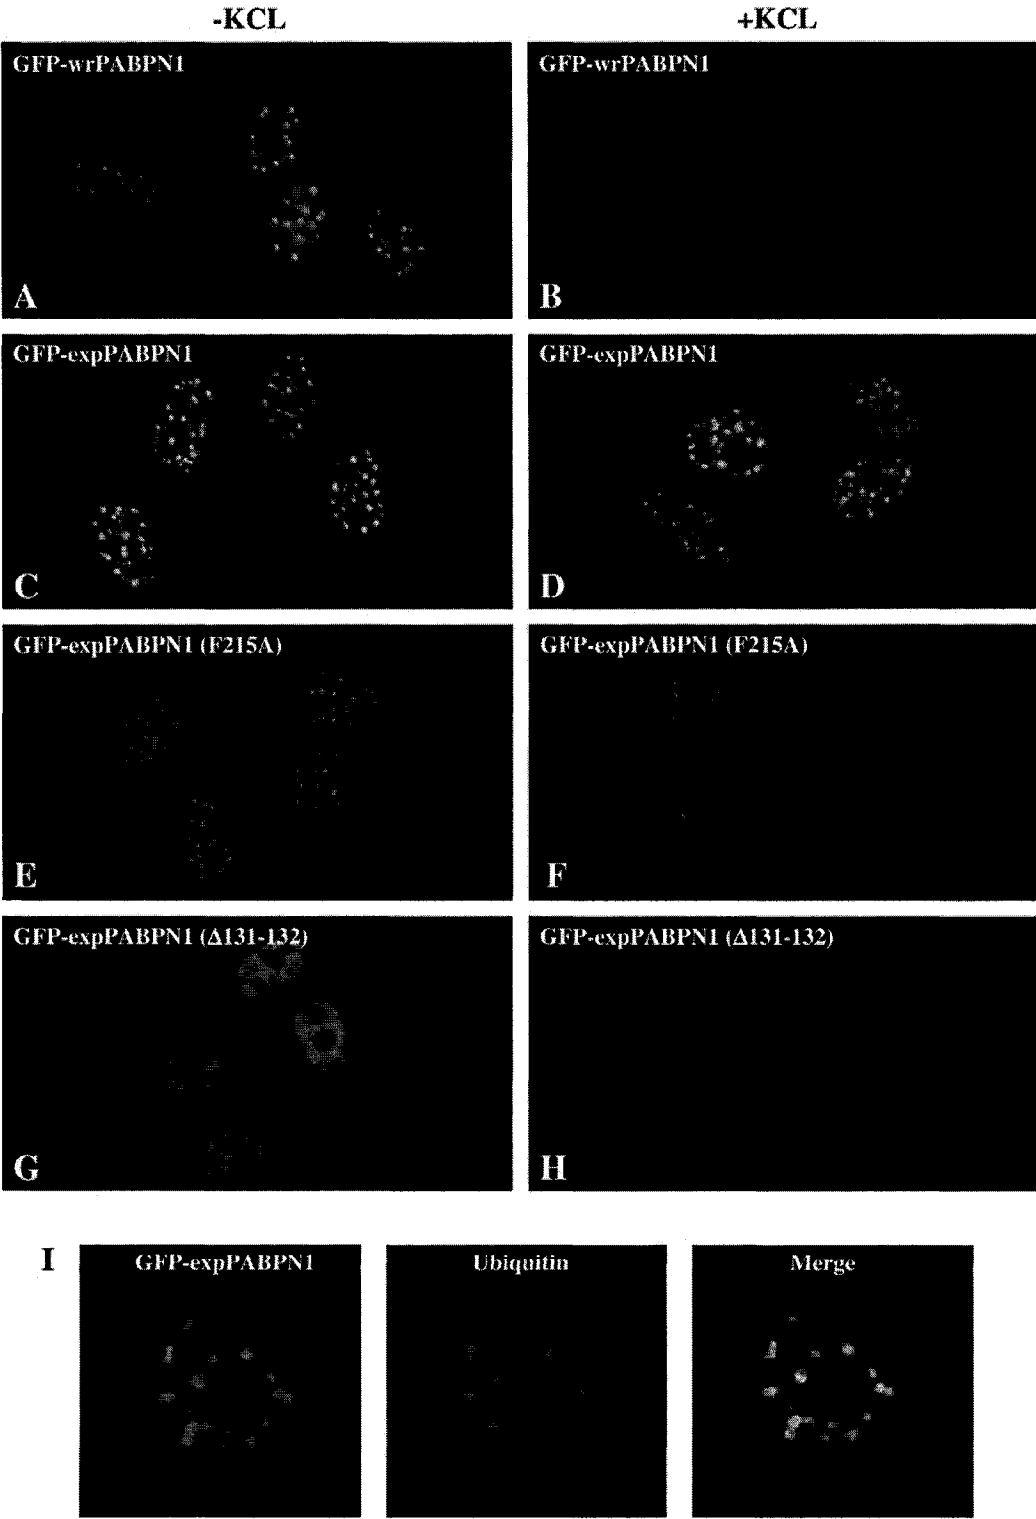 -KCL
+KCL
GFP-wrPABPN1
GFP-wrPABPN1
A
B
GFP-expPABPN1
GFP-expPABPN1
C
D
GFP-expPABPN1 (F215A)
GFP-expPABPN1 (F215A)
E
F
GFP-expPABPN1 (Δ131-132)
GFP-expPABPN1 (Δ131-132)
G
H
I
GFP-expPABPN1
Ubiquitin
Merge